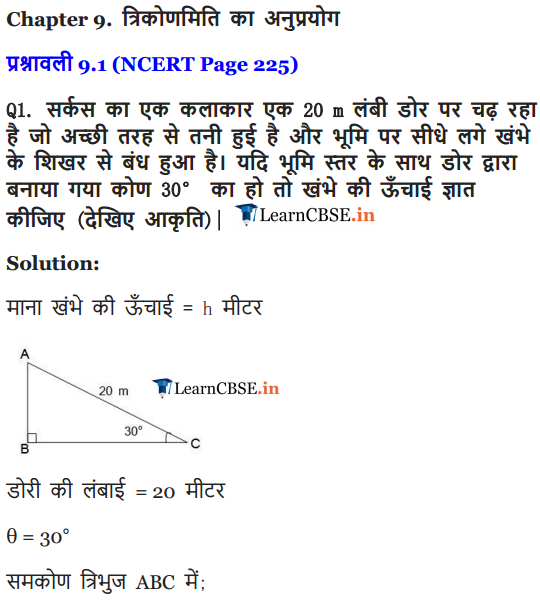 Chapter 9. त्रिकोणमिति का अनुप्रयोग
प्रश्नावली 9.1 (NCERT Page 225)
Q1. सर्कस का एक कलाकार एक 20 m लंबी डोर पर चढ़ रहा
है जो अच्छी तरह से तनी हुई है और भूमि पर सीधे लगे खंभे
के शिखर से बंध हुआ है। यदि भूमि स्तर के साथ डोर द्वारा
बनाया गया कोण 30° का हो तो खंभे की ऊँचाई ज्ञात
कीजिए (देखिए आकृति)| LearnCBSE.in
Solution:
माना खंभे की ऊँचाई = h मीटर
A
20 m LearnCBSE.in
30°
B C
डोरी की लंबाई = 20 मीटर
θ = 30°
समकोण त्रिभुज ABC में;